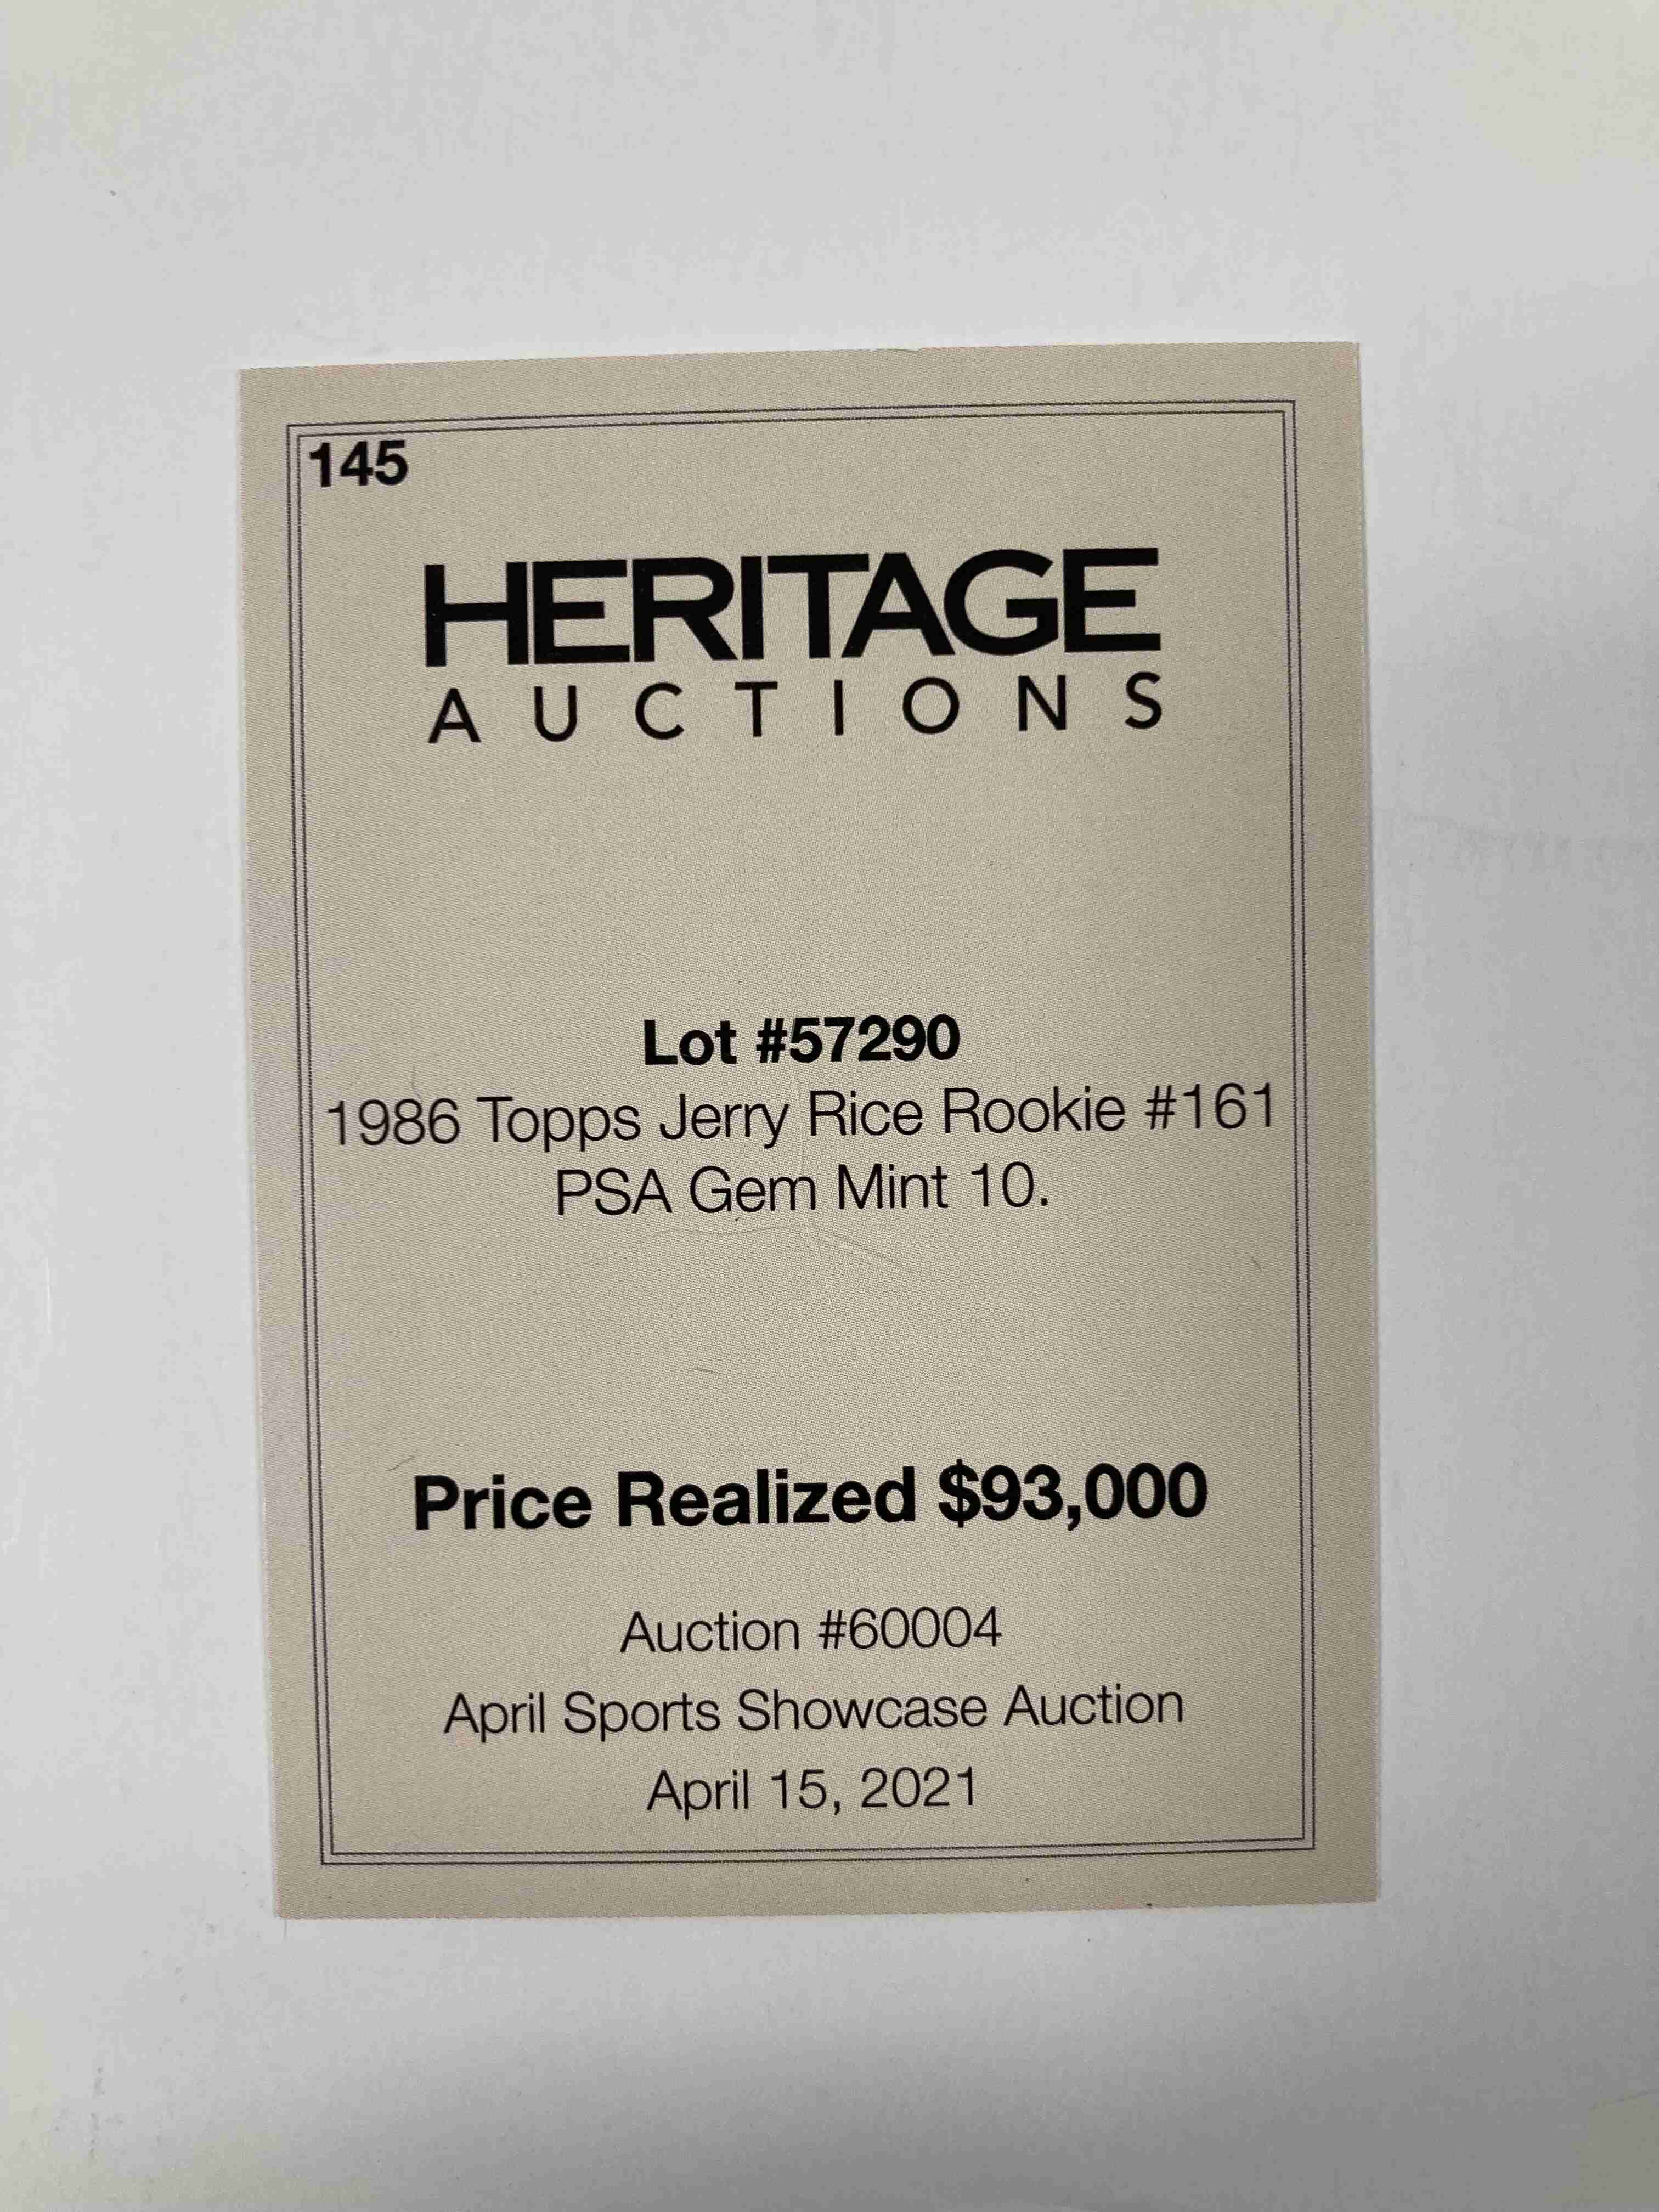 145
HERITAGE
AUCTIONS
Lot #57290
1986 Topps Jerry Rice Rookie #161
PSA Gem Mint 10.
Price Realized $93,000
Auction #60004
April Sports Showcase Auction
April 15, 2021